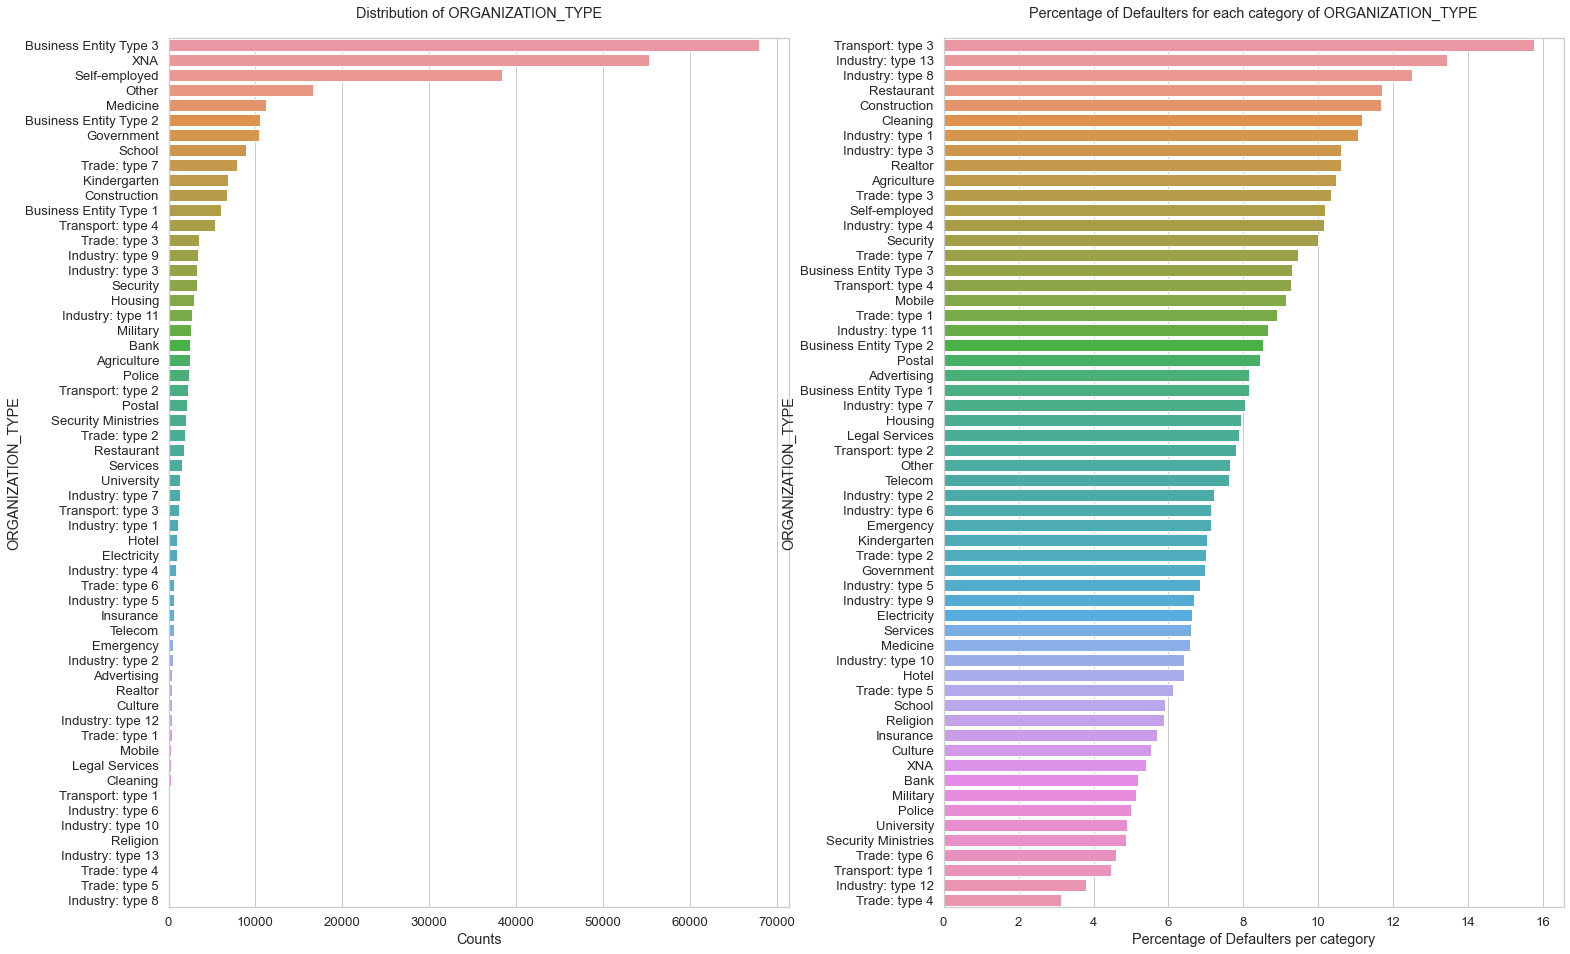 Distribution of ORGANIZATION_TYPE
ORGANIZATION_TYPE
Business Entity Type 3
XNA
Self-employed
Other
Medicine
Business Entity Type 2
Government
School
Trade: type 7
Kindergarten
Construction
Business Entity Type 1
Transport: type 4
Trade: type 3
Industry: type 9
Industry: type 3
Security
Housing
Industry: type 11
Military
Bank
Agriculture
Police
Transport: type 2
Postal
Security Ministries
Trade: type 2
Restaurant
Services
University
Industry: type 7
Transport: type 3
Industry: type 1
Hotel
Electricity
Industry: type 4
Trade: type 6
Industry: type 5
Insurance
Telecom
Emergency
Industry: type 2
Advertising
Realtor
Culture
Industry: type 12
Trade: type 1
Mobile
Legal Services
Cleaning
Transport: type 1
Industry: type 6
Industry: type 10
Religion
Industry: type 13
Trade: type 4
Trade: type 5
Industry: type 8
0 10000 20000 30000 40000 50000 60000 70000
Counts
Percentage of Defaulters for each category of ORGANIZATION_TYPE
ORGANIZATION_TYPE
Transport: type 3
Industry: type 13
Industry: type 8
Restaurant
Construction
Cleaning
Industry: type 1
Industry: type 3
Realtor
Agriculture
Trade: type 3
Self-employed
Industry: type 4
Security
Trade: type 7
Business Entity Type 3
Transport: type 4
Mobile
Trade: type 1
Industry: type 11
Business Entity Type 2
Postal
Advertising
Business Entity Type 1
Industry: type 7
Housing
Legal Services
Transport: type 2
Other
Telecom
Industry: type 2
Industry: type 6
Emergency
Kindergarten
Trade: type 2
Government
Industry: type 5
Industry: type 9
Electricity
Services
Medicine
Industry: type 10
Hotel
Trade: type 5
School
Religion
Insurance
Culture
XNA
Bank
Military
Police
University
Security Ministries
Trade: type 6
Transport: type 1
Industry: type 12
Trade: type 4
0 2 4 6 8 10 12 14 16
Percentage of Defaulters per category